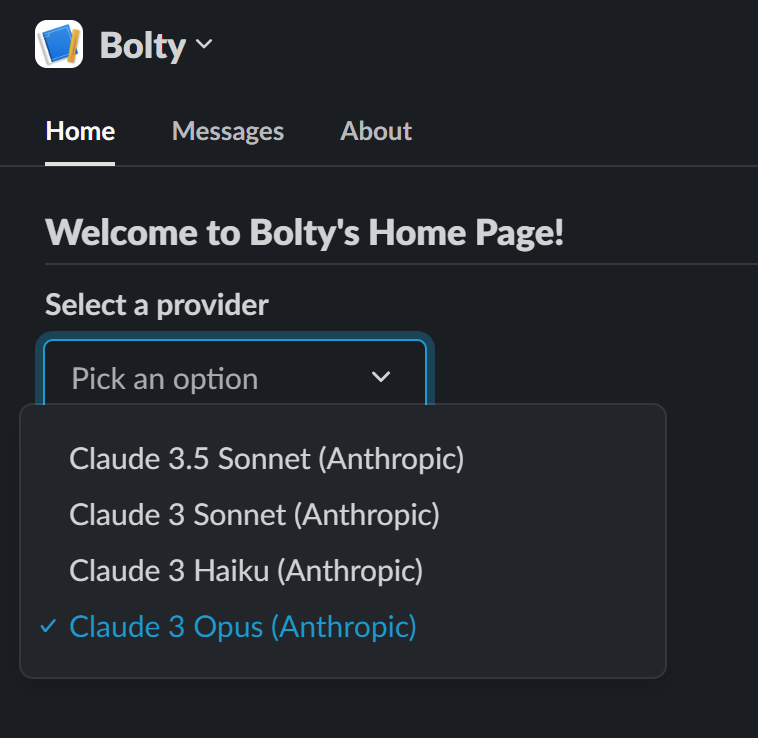 Bolty
Home Messages About
Welcome to Bolty's Home Page!
Select a provider
Pick an option
Claude 3.5 Sonnet (Anthropic)
Claude 3 Sonnet (Anthropic)
Claude 3 Haiku (Anthropic)
Claude 3 Opus (Anthropic)